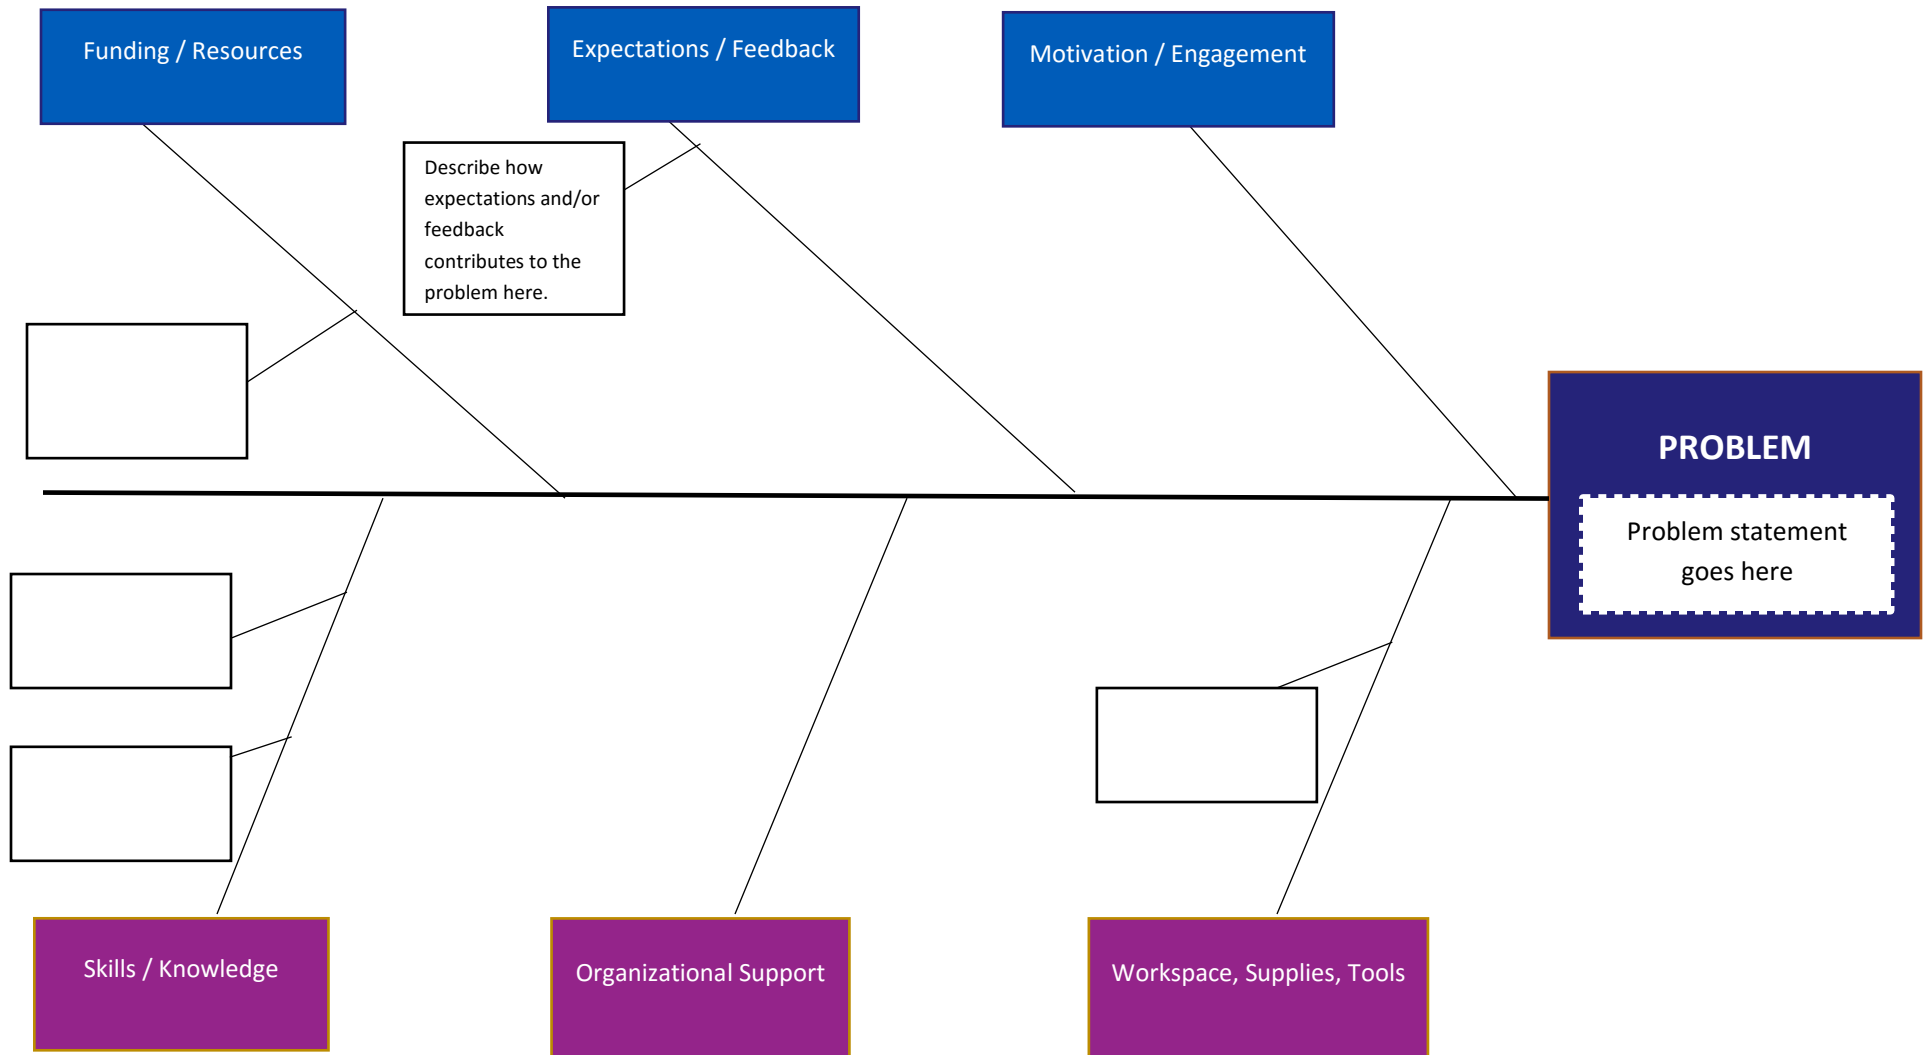 Funding / Resources
Expectations / Feedback
Motivation / Engagement
Describe how
expectations and/or
feedback
contributes to the
problem here.
PROBLEM
Problem statement
goes here
Skills / Knowledge
Organizational Support
Workspace, Supplies, Tools